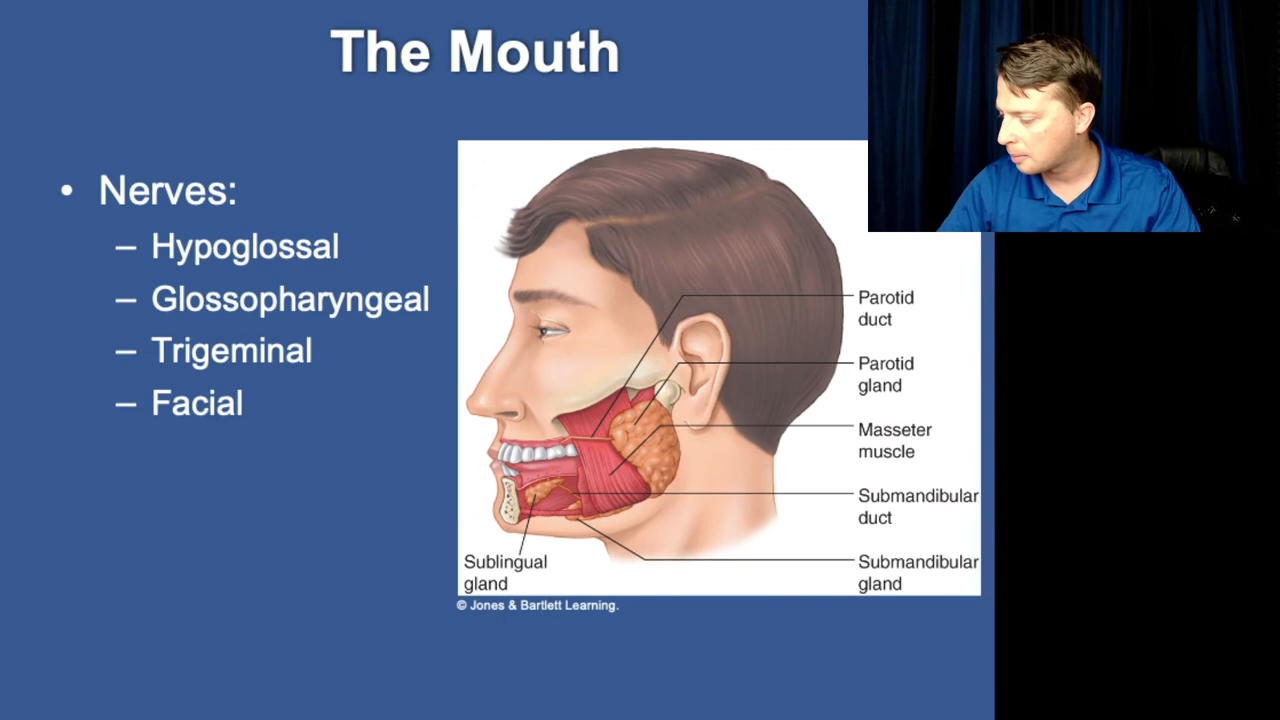 The Mouth
• Nerves:
– Hypoglossal
– Glossopharyngeal
– Trigeminal
– Facial
Parotid
duct
Parotid
gland
Masseter
muscle
Submandibular
duct
Submandibular
gland
Sublingual
gland
© Jones & Bartlett Learning.